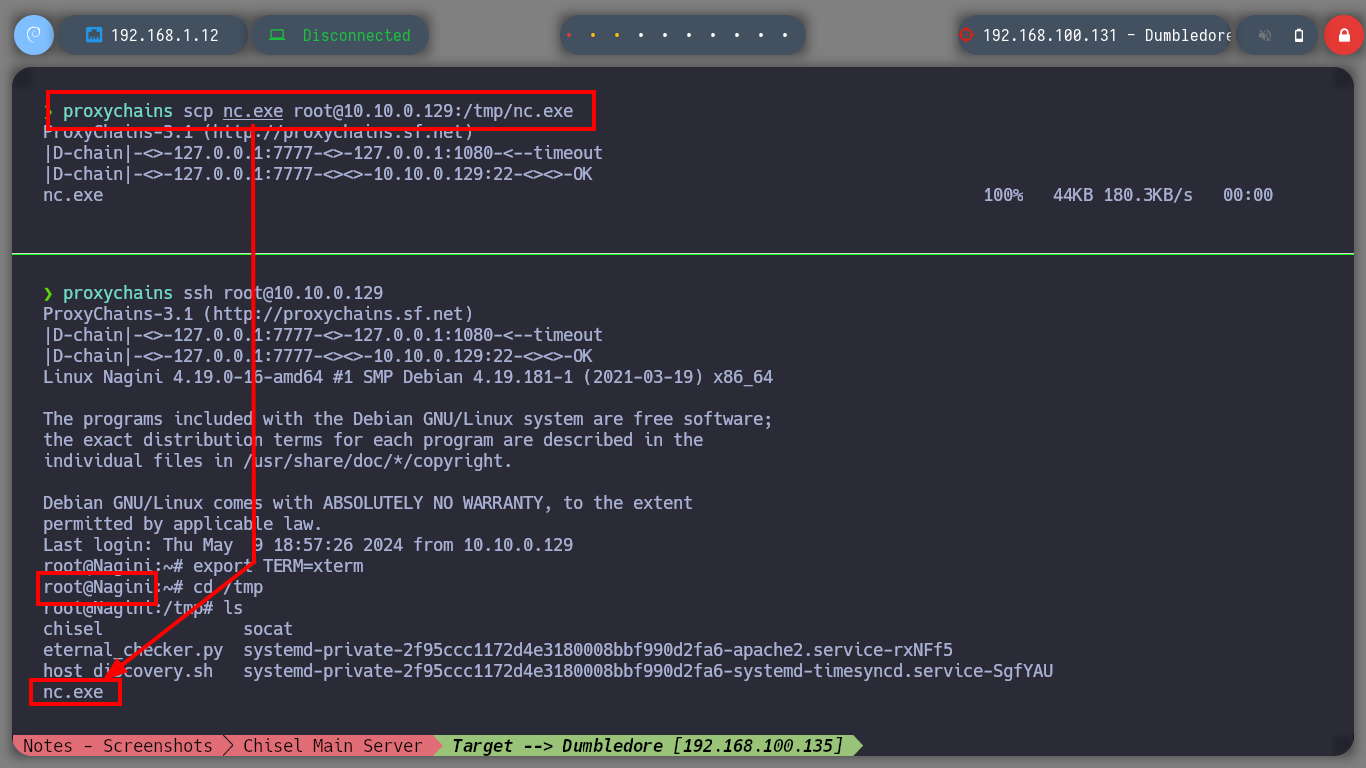 192.168.1.12
Disconnected
192.168.100.131 - Dumbledore
❯ proxychains scp nc.exe root@10.10.0.129:/tmp/nc.exe
ProxyChains-3.1 (http://proxychains.sf.net)
|D-chain|-<>-127.0.0.1:7777-<>-127.0.0.1:1080-<--timeout
|D-chain|-<>-127.0.0.1:7777-<><>-10.10.0.129:22-<><>-OK
nc.exe 100% 44KB 180.3KB/s 00:00
❯ proxychains ssh root@10.10.0.129
ProxyChains-3.1 (http://proxychains.sf.net)
|D-chain|-<>-127.0.0.1:7777-<>-127.0.0.1:1080-<--timeout
|D-chain|-<>-127.0.0.1:7777-<><>-10.10.0.129:22-<><>-OK
Linux Nagini 4.19.0-16-amd64 #1 SMP Debian 4.19.181-1 (2021-03-19) x86_64
The programs included with the Debian GNU/Linux system are free software;
the exact distribution terms for each program are described in the
individual files in /usr/share/doc/*/copyright.
Debian GNU/Linux comes with ABSOLUTELY NO WARRANTY, to the extent
permitted by applicable law.
Last login: Thu May 9 18:57:26 2024 from 10.10.0.129
root@Nagini:~# export TERM=xterm
root@Nagini:~# cd /tmp
root@Nagini:/tmp# ls
chisel socat
eternal_checker.py systemd-private-2f95ccc1172d4e3180008bbf990d2fa6-apache2.service-rxNFf5
host_discovery.sh systemd-private-2f95ccc1172d4e3180008bbf990d2fa6-systemd-timesyncd.service-SgfYAU
nc.exe
Notes - Screenshots
Chisel Main Server
Target --> Dumbledore [192.168.100.135]